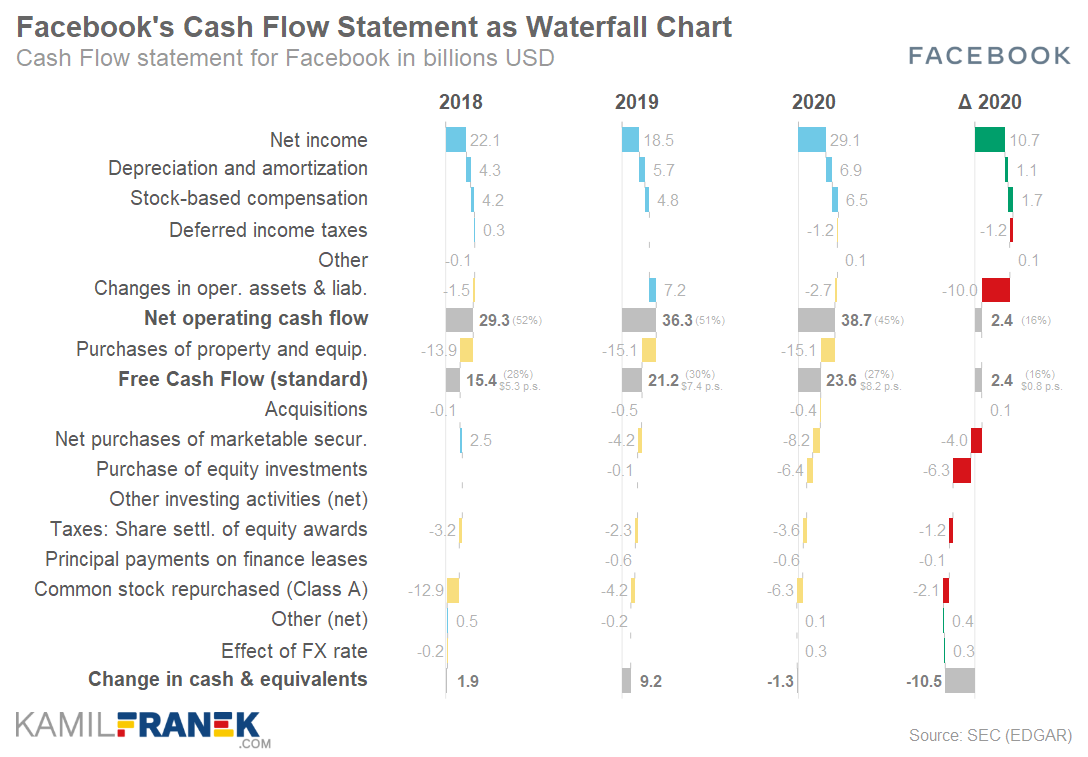 Facebook's Cash Flow Statement as Waterfall Chart
Cash Flow statement for Facebook in billions USD
FACEBOOK
2018 2019 2020 Δ 2020
Net income 22.1 18.5 29.1 10.7
Depreciation and amortization 4.3 5.7 6.9 1.1
Stock-based compensation 4.2 4.8 6.5 1.7
Deferred income taxes 0.3 -1.2 -1.2
Other -0.1 0.1 0.1
Changes in oper. assets & liab. -1.5 7.2 -2.7 -10.0
Net operating cash flow 29.3 (52%) 36.3 (51%) 38.7 (45%) 2.4 (16%)
Purchases of property and equip. -13.9 -15.1 -15.1
Free Cash Flow (standard) 15.4 (28%) $5.3 p.s. 21.2 (30%) $7.4 p.s. 23.6 (27%) $8.2 p.s. 2.4 (16%) $0.8 p.s.
Acquisitions -0.1 -0.5 -0.4 0.1
Net purchases of marketable secur. 2.5 -4.2 -8.2 -4.0
Purchase of equity investments -0.1 -6.4 -6.3
Other investing activities (net)
Taxes: Share settl. of equity awards -3.2 -2.3 -3.6 -1.2
Principal payments on finance leases -0.6 -0.6 -0.1
Common stock repurchased (Class A) -12.9 -4.2 -6.3 -2.1
Other (net) 0.5 -0.2 0.1 0.4
Effect of FX rate -0.2 0.3 0.3
Change in cash & equivalents 1.9 9.2 -1.3 -10.5
KAMILFRANEK
.COM
Source: SEC (EDGAR)